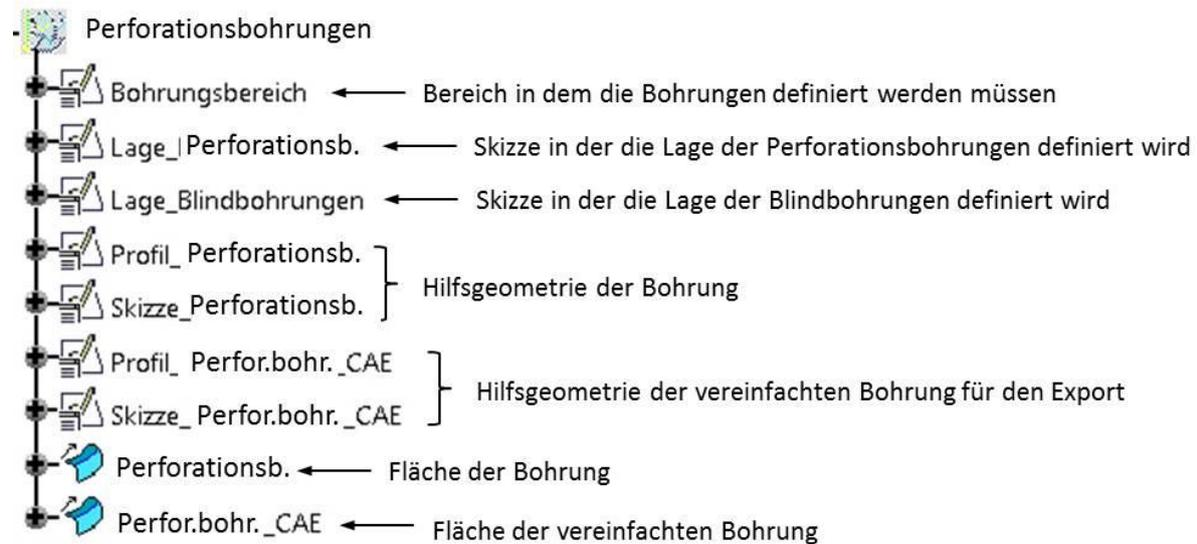 Perforationsbohrungen
Bohrungsbereich Bereich in dem die Bohrungen definiert werden müssen
Lage_Perforationsb. Skizze in der die Lage der Perforationsbohrungen definiert wird
Lage_Blindbohrungen Skizze in der die Lage der Blindbohrungen definiert wird
Profil_ Perforationsb.
Hilfsgeometrie der Bohrung
Skizze_Perforationsb.
Profil_ Perfor.bohr._CAE
Hilfsgeometrie der vereinfachten Bohrung für den Export
Skizze_ Perfor.bohr._CAE
Perforationsb. Fläche der Bohrung
Perfor.bohr._CAE Fläche der vereinfachten Bohrung